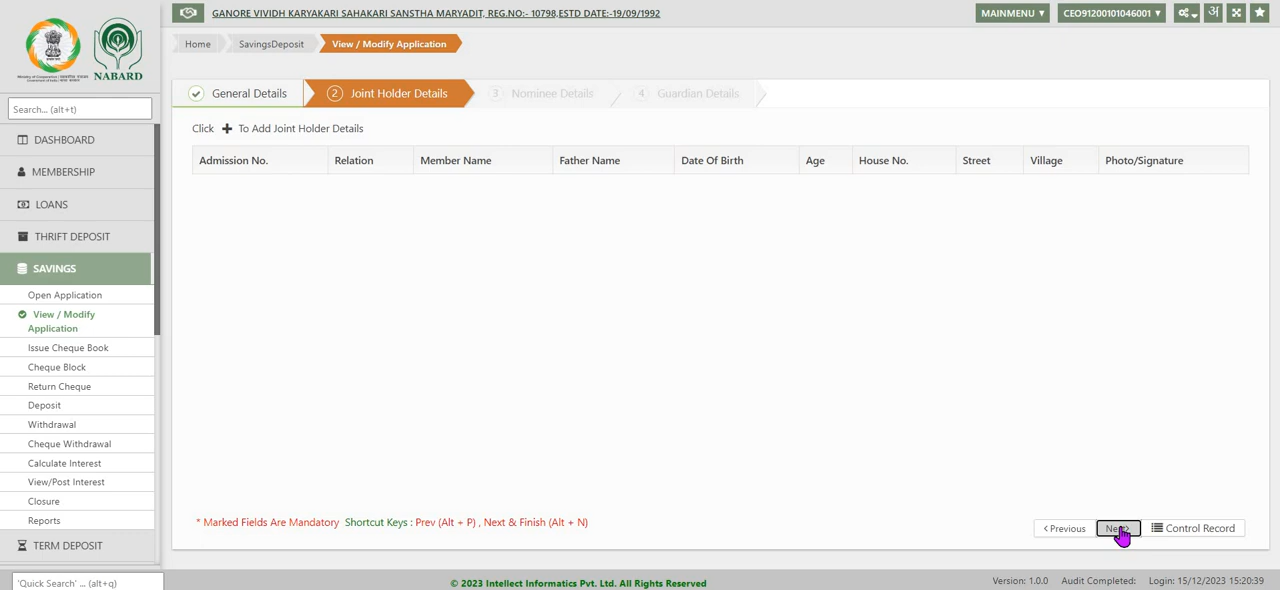 GANORE VIVIDH KARYAKARI SAHAKARI SANSTHA MARYADIT, REG.NO:- 10798,ESTD DATE:-19/09/1992
MAINMENU ▾
CEO91200101046001 ▾
अ
NABARD
Home
SavingsDeposit
View / Modify Application
General Details
2 Joint Holder Details
3 Nominee Details
4 Guardian Details
Search... (alt+t)
Click + To Add Joint Holder Details
Admission No. Relation Member Name Father Name Date Of Birth Age House No. Street Village Photo/Signature
DASHBOARD
MEMBERSHIP
LOANS
THRIFT DEPOSIT
SAVINGS
Open Application
View / Modify
Application
Issue Cheque Book
Cheque Block
Return Cheque
Deposit
Withdrawal
Cheque Withdrawal
Calculate Interest
View/Post Interest
Closure
Reports
TERM DEPOSIT
* Marked Fields Are Mandatory Shortcut Keys : Prev (Alt + P) , Next & Finish (Alt + N)
< Previous
Control Record
'Quick Search' ... (alt+q)
© 2023 Intellect Informatics Pvt. Ltd. All Rights Reserved
Version: 1.0.0 Audit Completed: Login: 15/12/2023 15:20:39